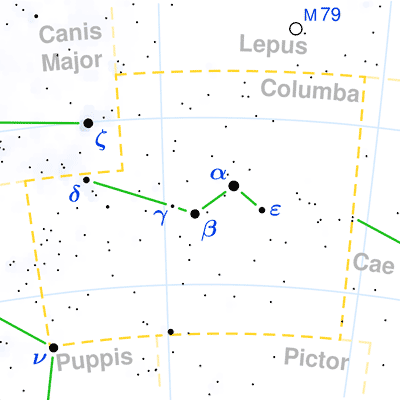 M 79
Canis
Major
Lepus
Columba
ζ
α
δ
γ
β
ε
Cae
ν
Puppis
Pictor